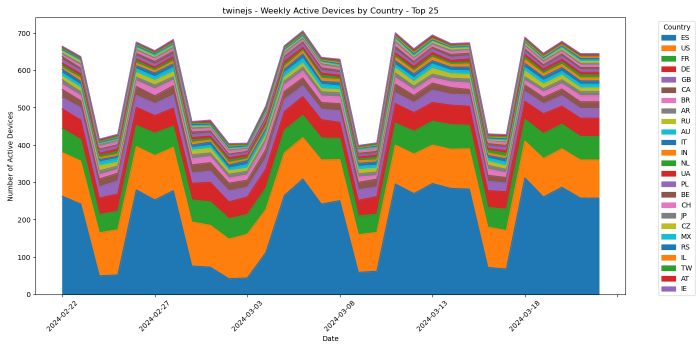 twinejs - Weekly Active Devices by Country - Top 25
Number of Active Devices
700
600
500
400
300
200
100
0
2024-02-22
2024-02-27
2024-03-03
2024-03-08
2024-03-13
2024-03-18
Date
Country
ES
US
FR
DE
GB
CA
BR
AR
RU
AU
IT
IN
NL
UA
PL
BE
CH
JP
CZ
MX
RS
IL
TW
AT
IE